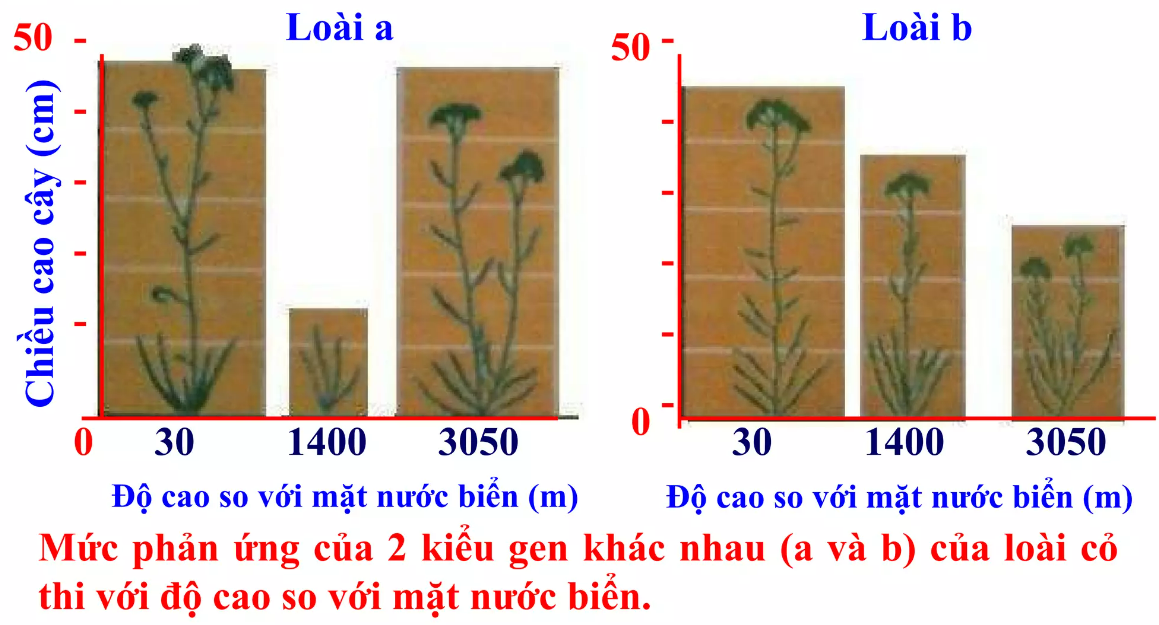 Loài a
50 -
Chiều cao cây (cm)
0
30 1400 3050
Độ cao so với mặt nước biển (m)
Loài b
50 -
0 -
30 1400 3050
Độ cao so với mặt nước biển (m)
Mức phản ứng của 2 kiểu gen khác nhau (a và b) của loài cỏ
thi với độ cao so với mặt nước biển.